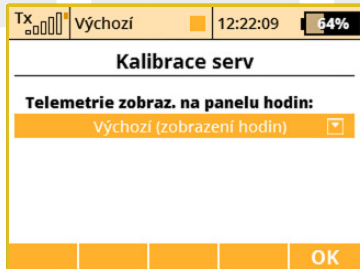 Tx Výchozí 12:22:09 64%
Kalibrace serv
Telemetrie zobraz. na panelu hodin:
Výchozí (zobrazení hodin)
OK